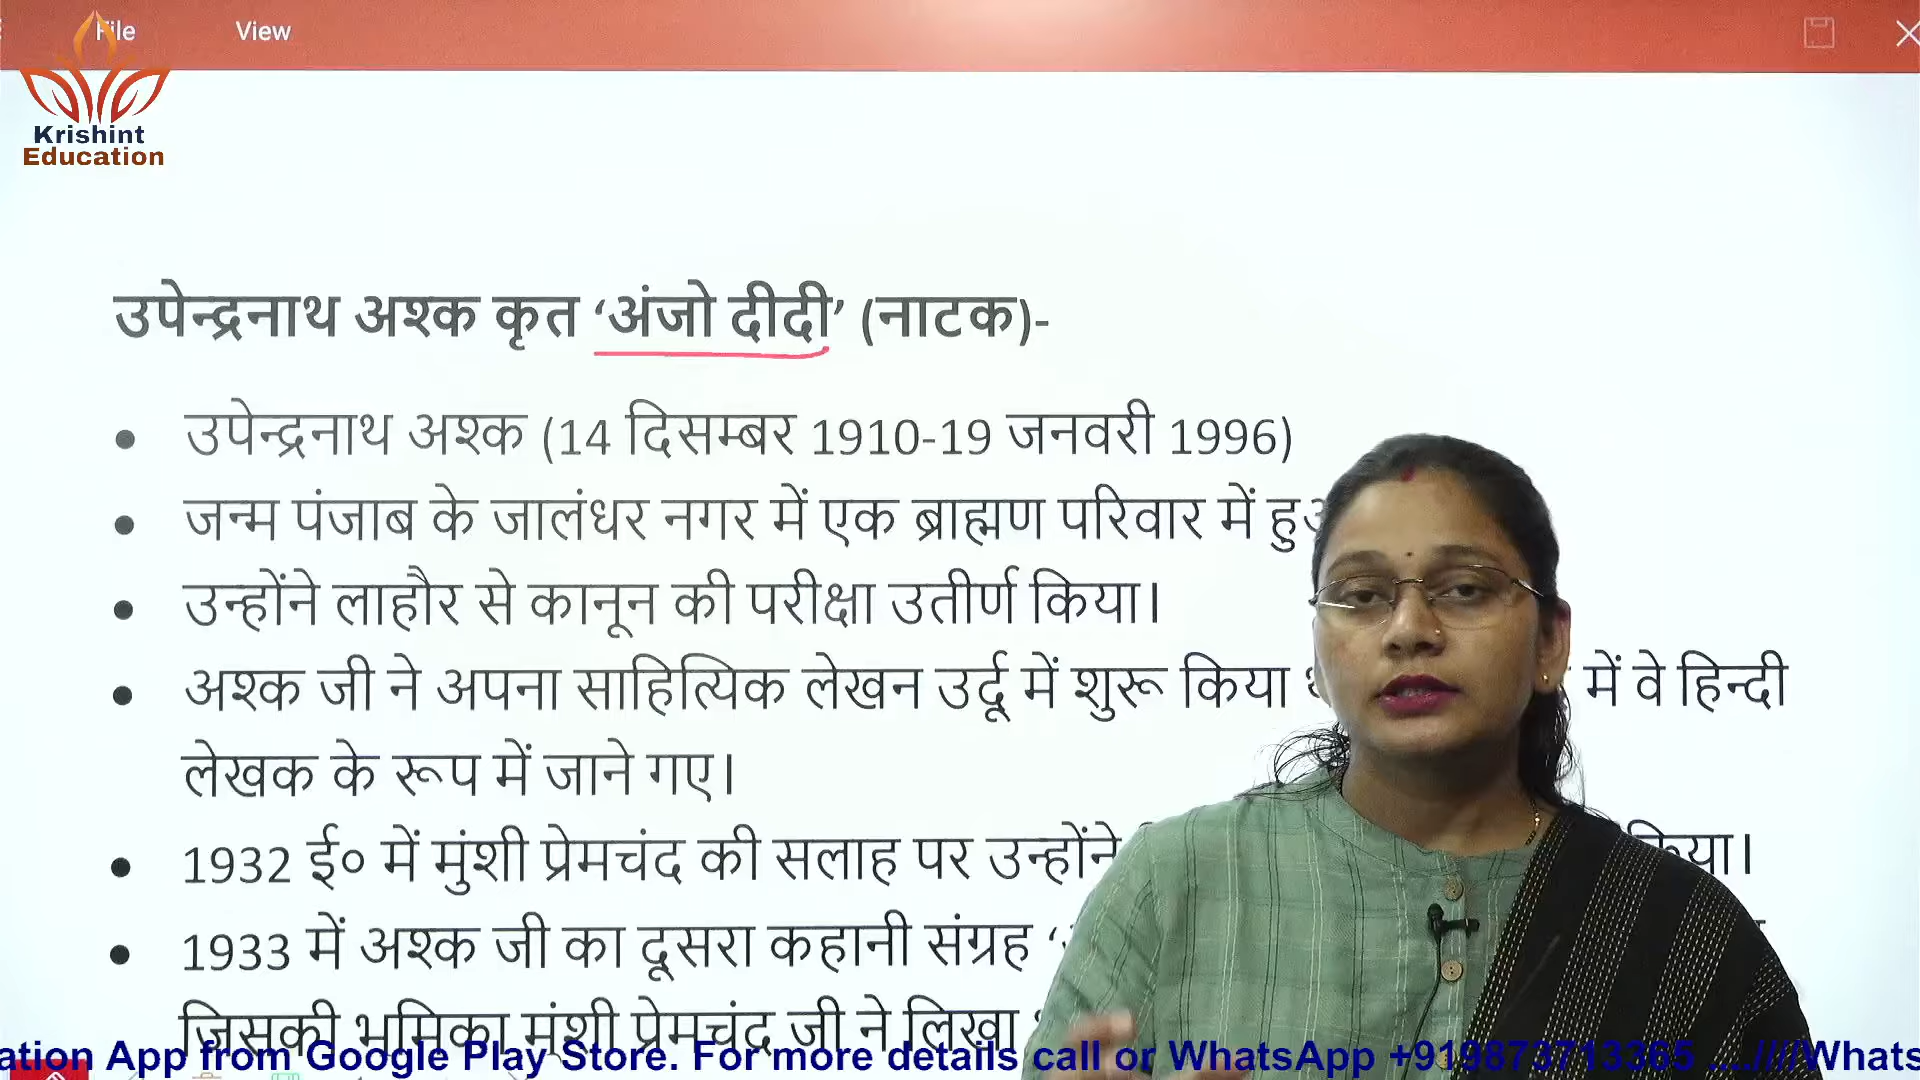 File View
Krishint
Education
उपेन्द्रनाथ अश्क कृत ‘अंजो दीदी’ (नाटक)-
• उपेन्द्रनाथ अश्क (14 दिसम्बर 1910-19 जनवरी 1996)
• जन्म पंजाब के जालंधर नगर में एक ब्राह्मण परिवार में
• उन्होंने लाहौर से कानून की परीक्षा उतीर्ण किया।
• अश्क जी ने अपना साहित्यिक लेखन उर्दू में शुरू किया में वे हिन्दी
लेखक के रूप में जाने गए।
• 1932 ई० में मुंशी प्रेमचंद की सलाह पर उन्होंने
• 1933 में अश्क जी का दूसरा कहानी संग्रह
जिसकी भूमिका मुंशी प्रेमचंद जी ने लिखा
App from Google Play Store. For more details call or WhatsApp +919873713365 ....////